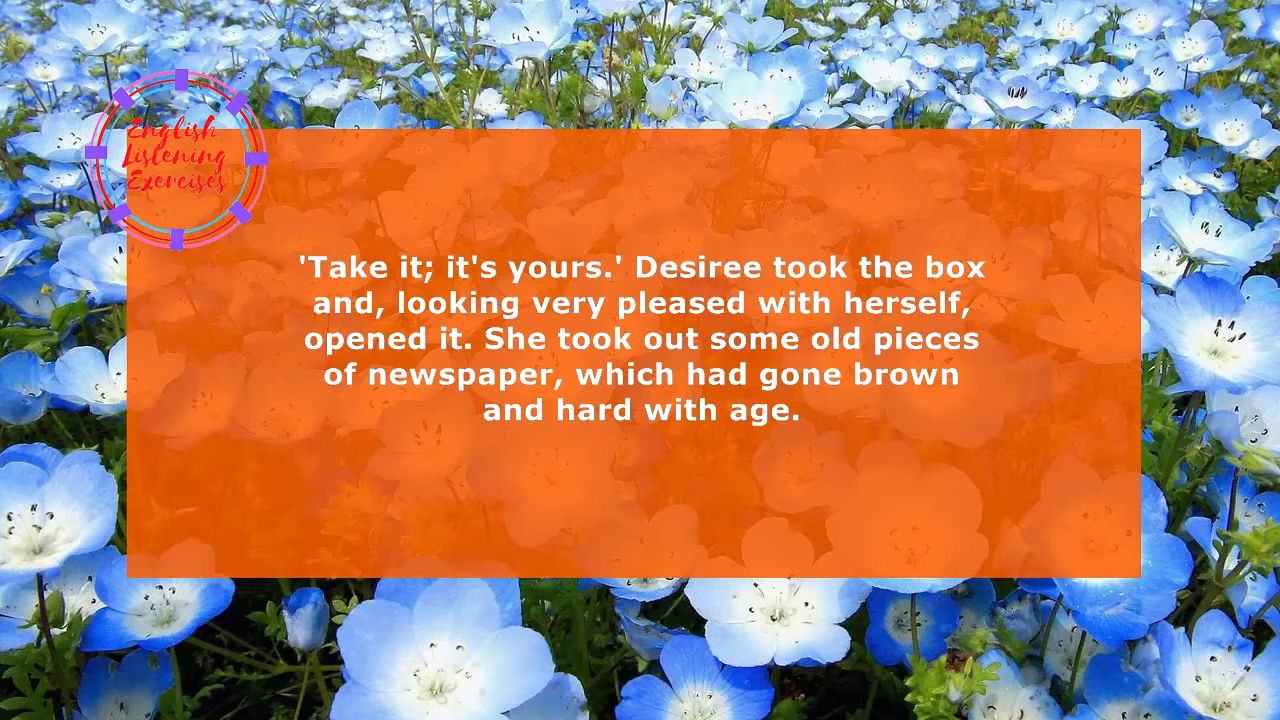 English
Listening
Exercises
'Take it; it's yours.' Desiree took the box
and, looking very pleased with herself,
opened it. She took out some old pieces
of newspaper, which had gone brown
and hard with age.